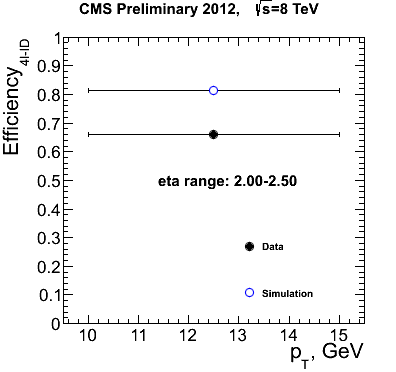 CMS Preliminary 2012, √s=8 TeV
Efficiency4l-ID
1
0.9
0.8
0.7
0.6
0.5
0.4
0.3
0.2
0.1
0
eta range: 2.00-2.50
Data
Simulation
10 11 12 13 14 15
pT, GeV